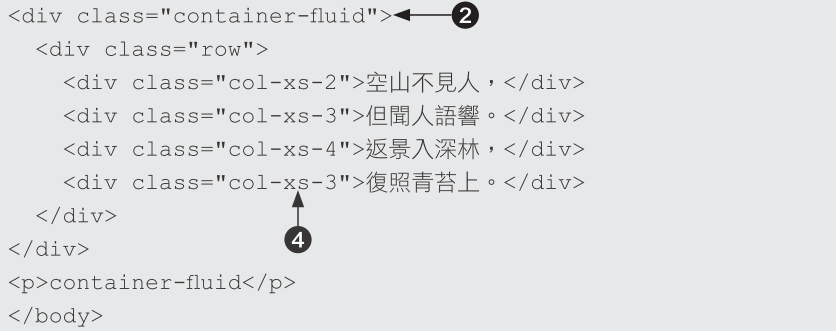 <div class="container-fluid"> ❷
<div class="row">
<div class="col-xs-2">空山不見人，</div>
<div class="col-xs-3">但聞人語響。</div>
<div class="col-xs-4">返景入深林，</div>
<div class="col-xs-3">復照青苔上。</div>
</div>
❹
</div>
<p>container-fluid</p>
</body>